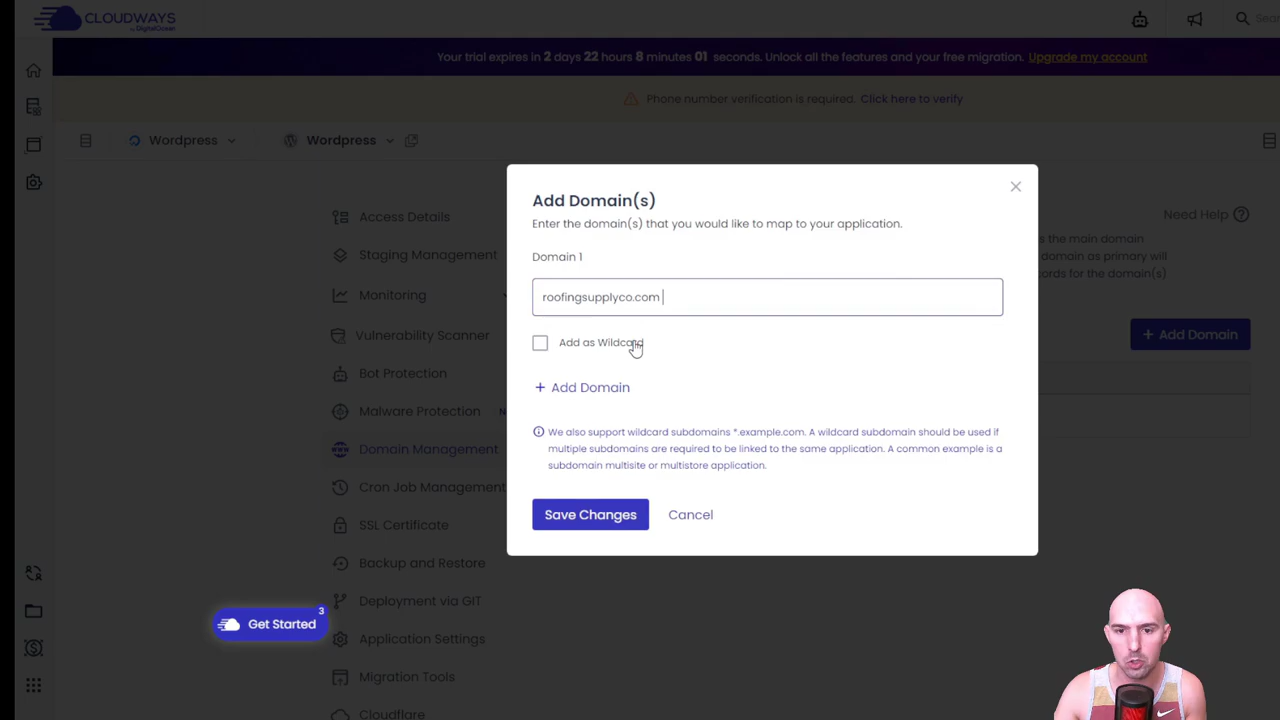 CLOUDWAYS
by DigitalOcean
Your trial expires in 2 days 22 hours 8 minutes 01 seconds. Unlock all the features and your free migration. Upgrade my account
Phone number verification is required. Click here to verify
Wordpress
Wordpress
Add Domain(s)
Enter the domain(s) that you would like to map to your application.
Domain 1
roofingsupplyco.com
Add as Wildcard
+ Add Domain
We also support wildcard subdomains *.example.com. A wildcard subdomain should be used if
multiple subdomains are required to be linked to the same application. A common example is a
subdomain multisite or multistore application.
Save Changes
Cancel
Access Details
Staging Management
Monitoring
Vulnerability Scanner
Bot Protection
Malware Protection
Domain Management
Cron Job Management
SSL Certificate
Backup and Restore
Deployment via GIT
Application Settings
Migration Tools
Cloudflare
Need Help
the main domain
domain as primary will
cords for the domain(s)
+ Add Domain
Get Started
3